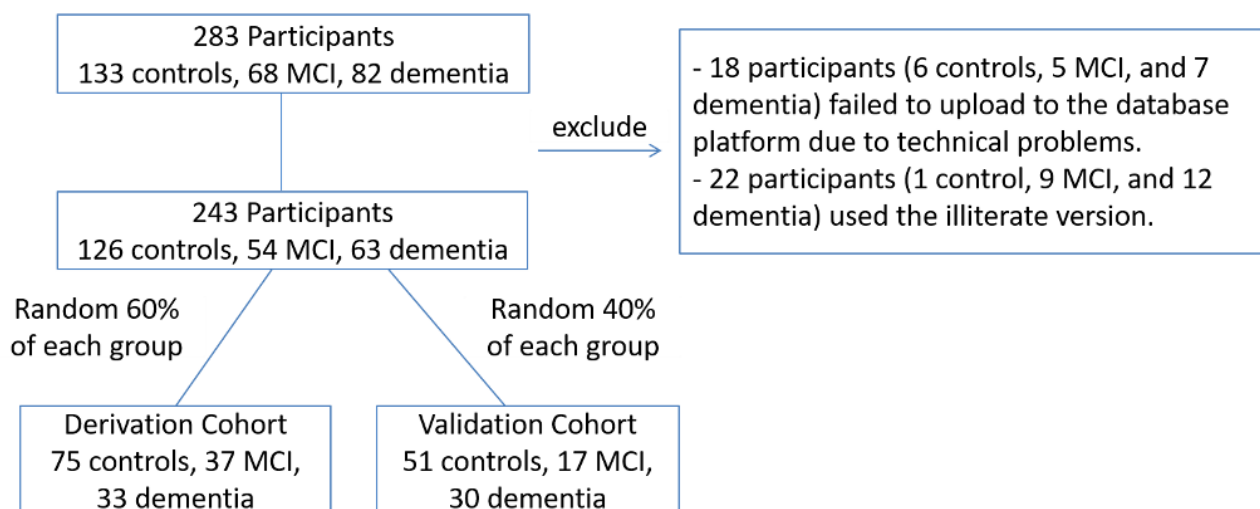 283 Participants
133 controls, 68 MCI, 82 dementia
exclude
- 18 participants (6 controls, 5 MCI, and 7
dementia) failed to upload to the database
platform due to technical problems.
- 22 participants (1 control, 9 MCI, and 12
dementia) used the illiterate version.
243 Participants
126 controls, 54 MCI, 63 dementia
Random 60%
of each group
Random 40%
of each group
Derivation Cohort
75 controls, 37 MCI,
33 dementia
Validation Cohort
51 controls, 17 MCI,
30 dementia